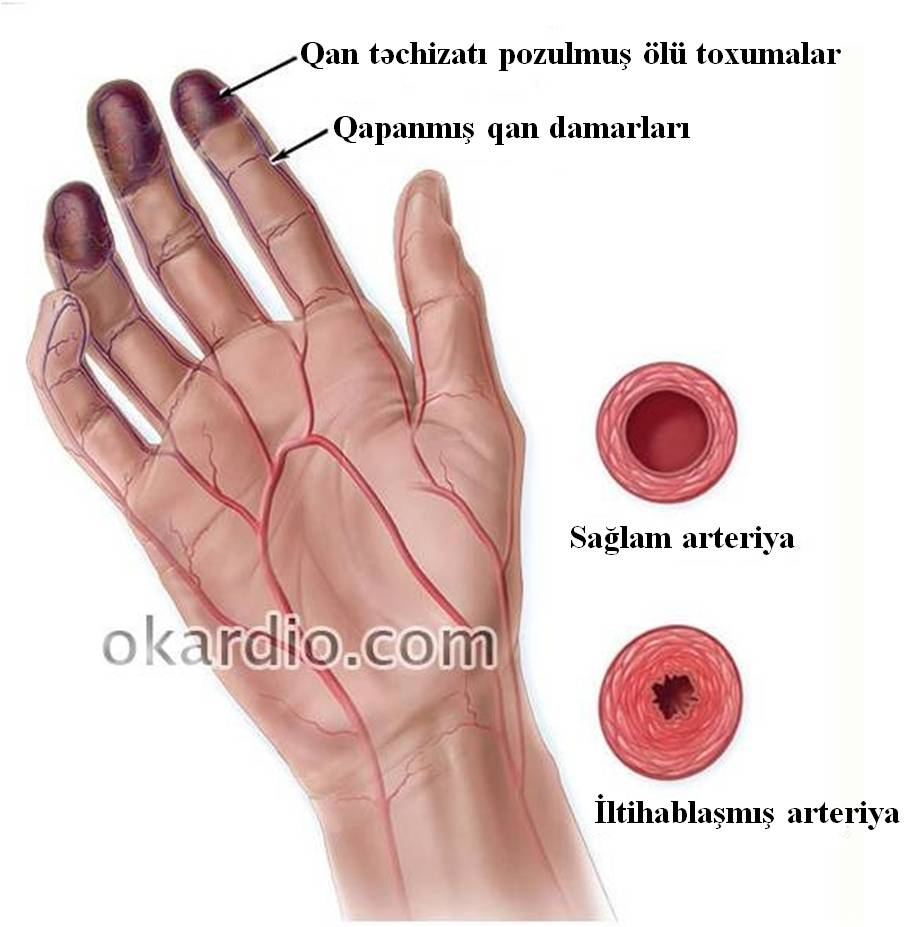 Qan təchizatı pozulmuş ölü toxumalar
Qapanmış qan damarları
Sağlam arteriya
okardio.com
İltihablaşmış arteriya